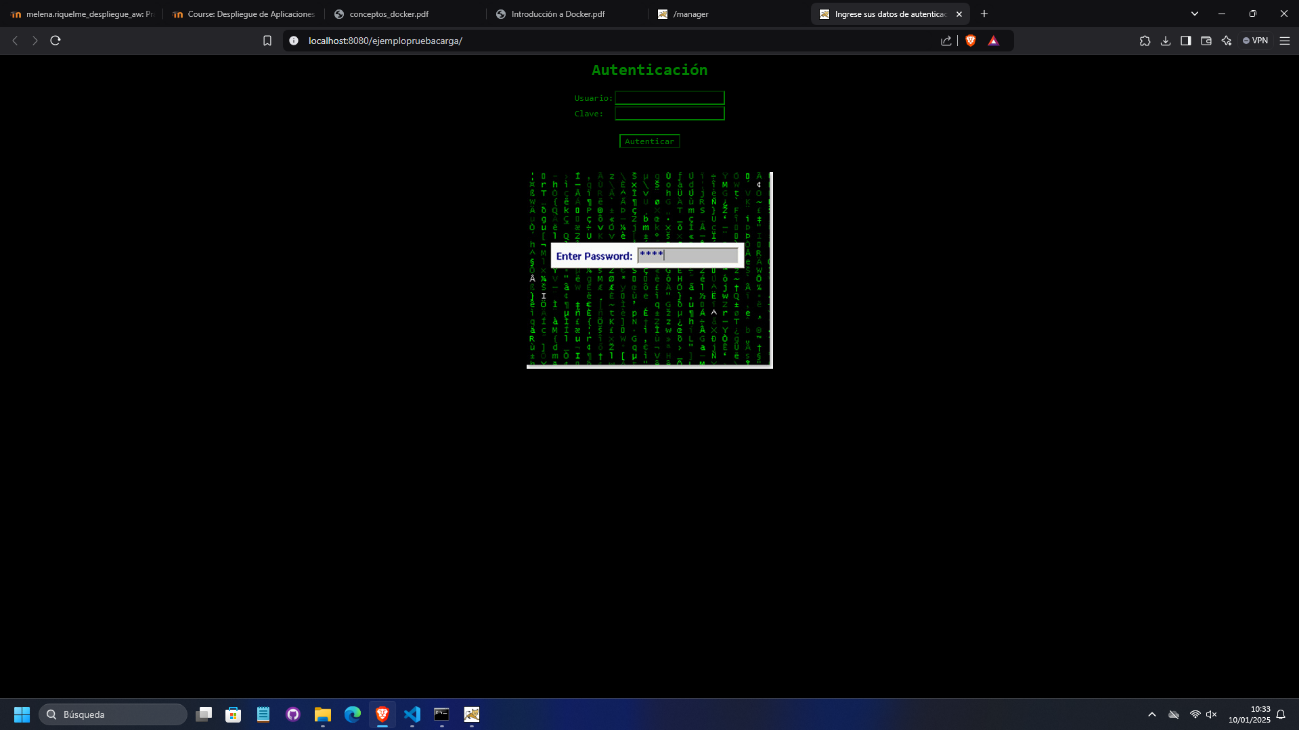 melena.riquelme_despliegue_aw: Pr
Course: Despliegue de Aplicaciones
conceptos_docker.pdf
Introducción a Docker.pdf
/manager
Ingrese sus datos de autenticac
localhost:8080/ejemplopruebacarga/
VPN
Autenticación
Usuario:
Clave:
Autenticar
Enter Password: ****
Búsqueda
10:33
10/01/2025